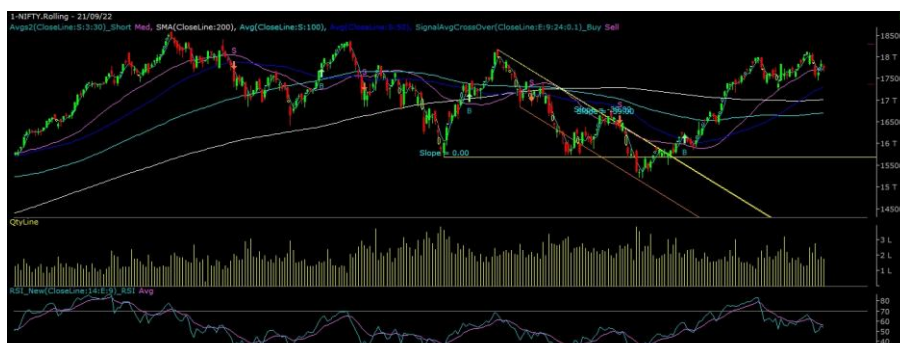 1-NIFTY.Rolling - 21/09/22
Avgs2(CloseLine:S:3:30)_Short Med, SMA(CloseLine:200), Avg(CloseLine:S:100), SignalAvgCrossOver(CloseLine:E:9:24:0.1)_Buy Sell
18500
18 T
17500
17 T
16500
16 T
15500
15 T
14500
S
S
S
B
B
B
Slope = 0.00
QtyLine
3 L
2 L
1 L
RSI_New(CloseLine:14:E:9)_RSI Avg
80
70
60
50
40